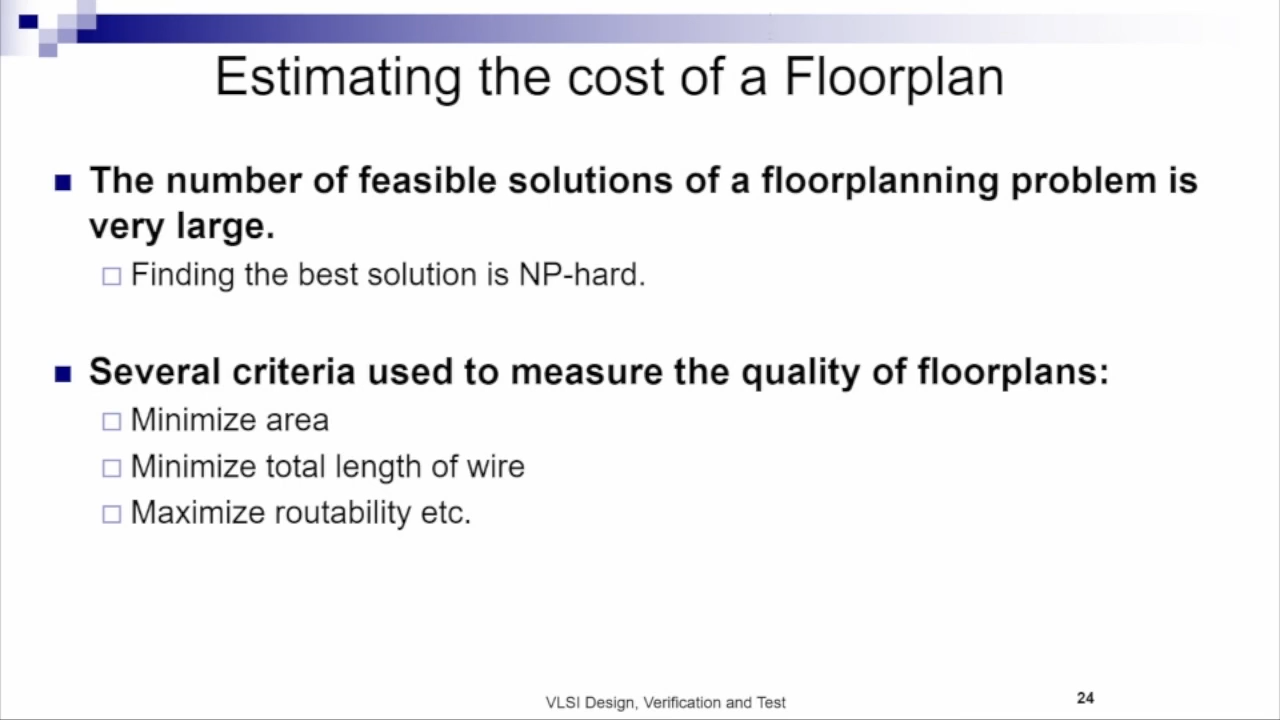 Estimating the cost of a Floorplan
The number of feasible solutions of a floorplanning problem is
very large.
Finding the best solution is NP-hard.
Several criteria used to measure the quality of floorplans:
Minimize area
Minimize total length of wire
Maximize routability etc.
VLSI Design, Verification and Test
24